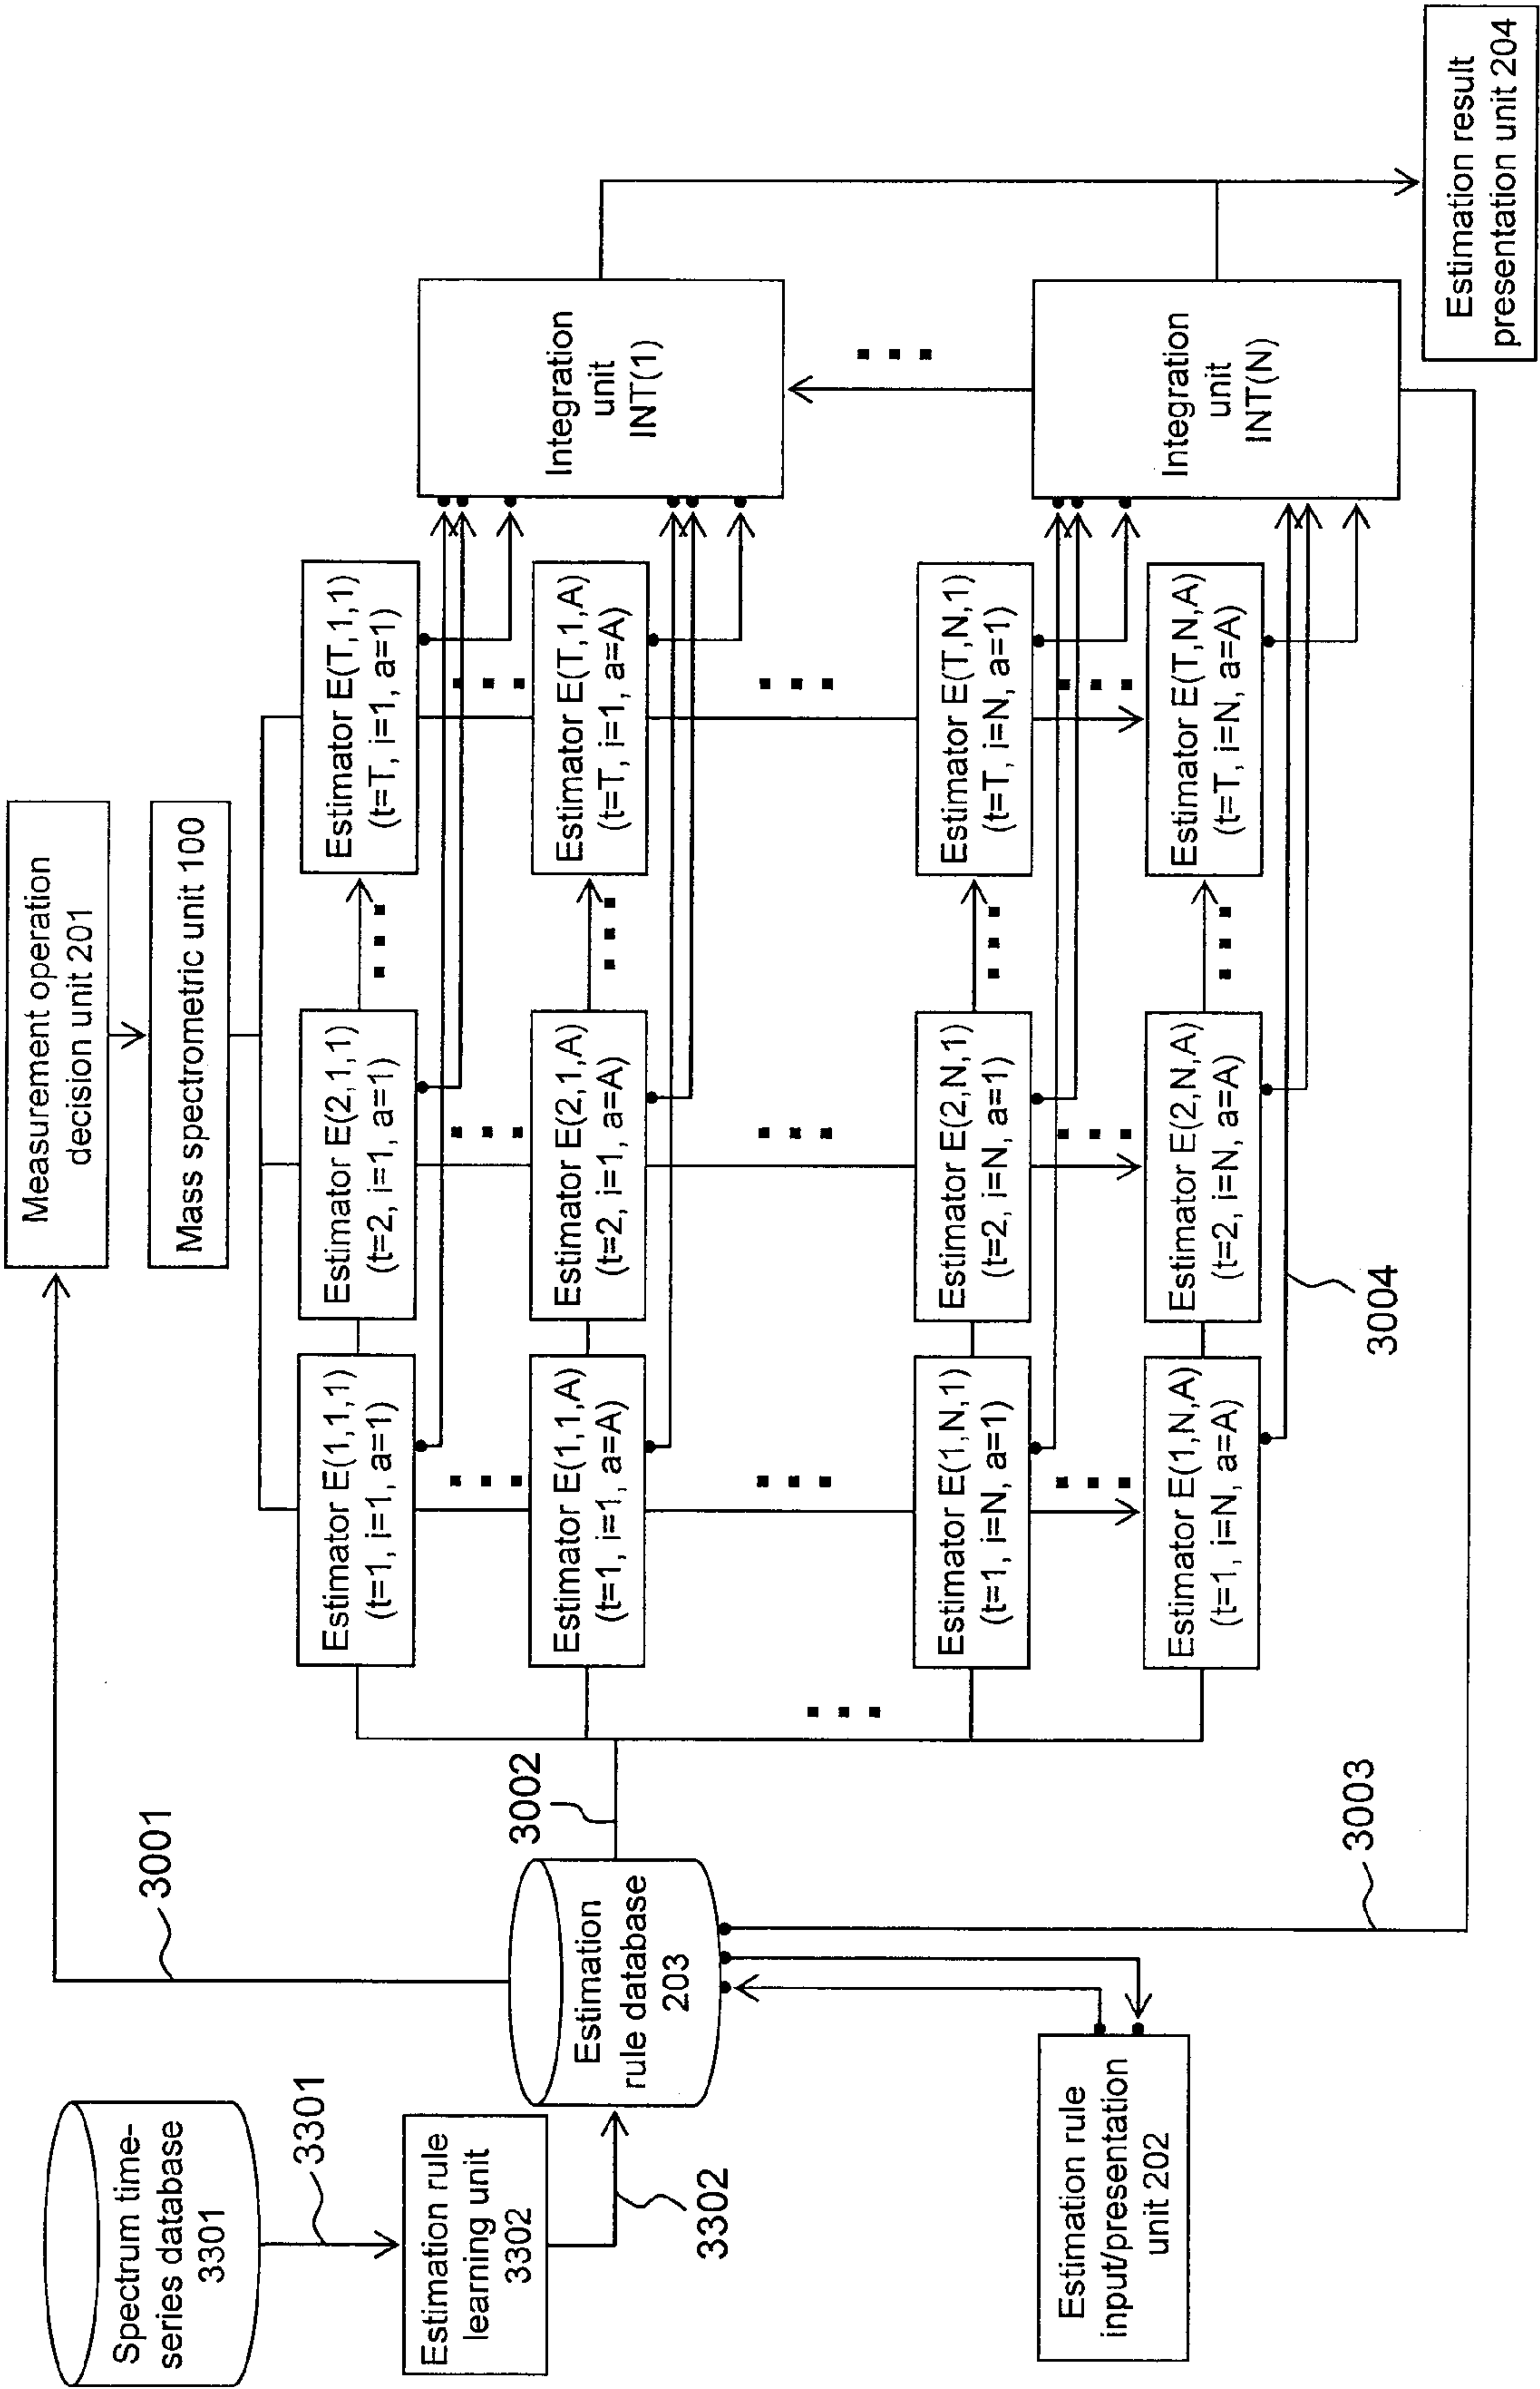 Spectrum time-
series database
3301
3301
Estimation rule
learning unit
3302
3302
3001
Estimation
rule database
203
Estimation rule
input/presentation
unit 202
3002
3003
Measurement operation
decision unit 201
Mass spectrometric unit 100
Estimator E(1,1,1)
(t=1, i=1, a=1)
Estimator E(2,1,1)
(t=2, i=1, a=1)
Estimator E(T,1,1)
(t=T, i=1, a=1)
Estimator E(1,1,A)
(t=1, i=1, a=A)
Estimator E(2,1,A)
(t=2, i=1, a=A)
Estimator E(T,1,A)
(t=T, i=1, a=A)
Estimator E(1,N,1)
(t=1, i=N, a=1)
Estimator E(2,N,1)
(t=2, i=N, a=1)
Estimator E(T,N,1)
(t=T, i=N, a=1)
Estimator E(1,N,A)
(t=1, i=N, a=A)
Estimator E(2,N,A)
(t=2, i=N, a=A)
Estimator E(T,N,A)
(t=T, i=N, a=A)
3004
Integration
unit
INT(1)
Integration
unit
INT(N)
Estimation result
presentation unit 204